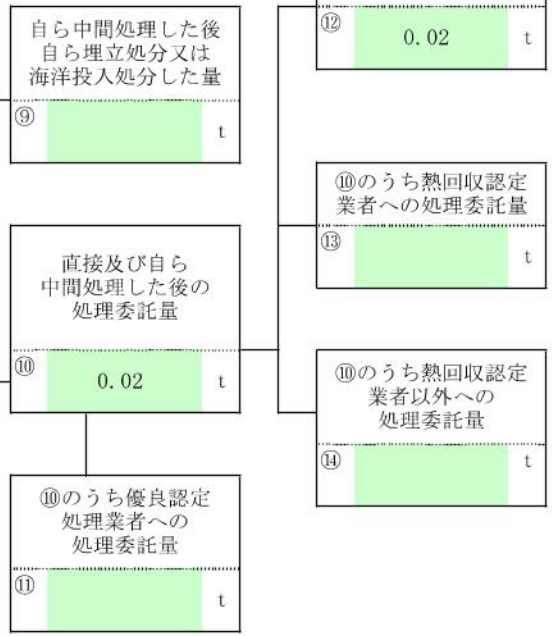 自ら中間処理した後
自ら埋立処分又は
海洋投入処分した量
⑨ t
直接及び自ら
中間処理した後の
処理委託量
⑩ 0.02 t
⑩のうち優良認定
処理業者への
処理委託量
⑪ t
⑫ 0.02 t
⑩のうち熱回収認定
業者への処理委託量
⑬ t
⑩のうち熱回収認定
業者以外への
処理委託量
⑭ t